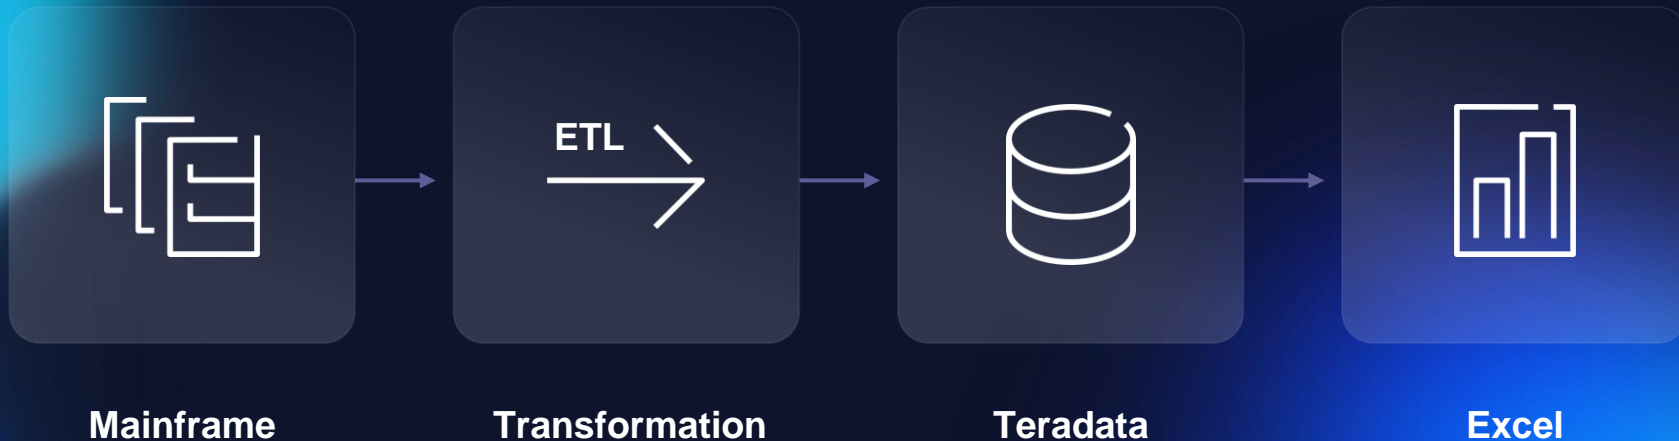 ETL
Mainframe
Transformation
Teradata
Excel